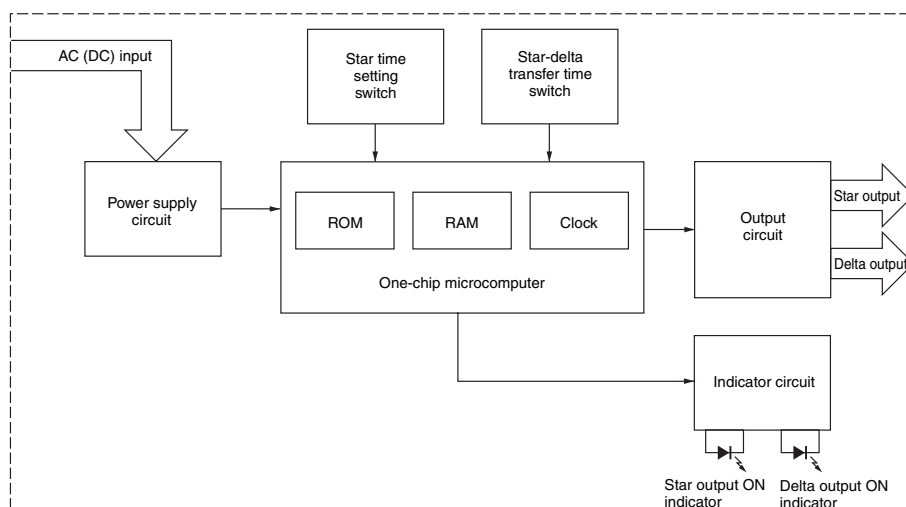 AC (DC) input
Star time
setting
switch
Star-delta
transfer time
switch
Power supply
circuit
ROM
RAM
Clock
One-chip microcomputer
Output
circuit
Star output
Delta output
Indicator circuit
Star output ON
indicator
Delta output ON
indicator